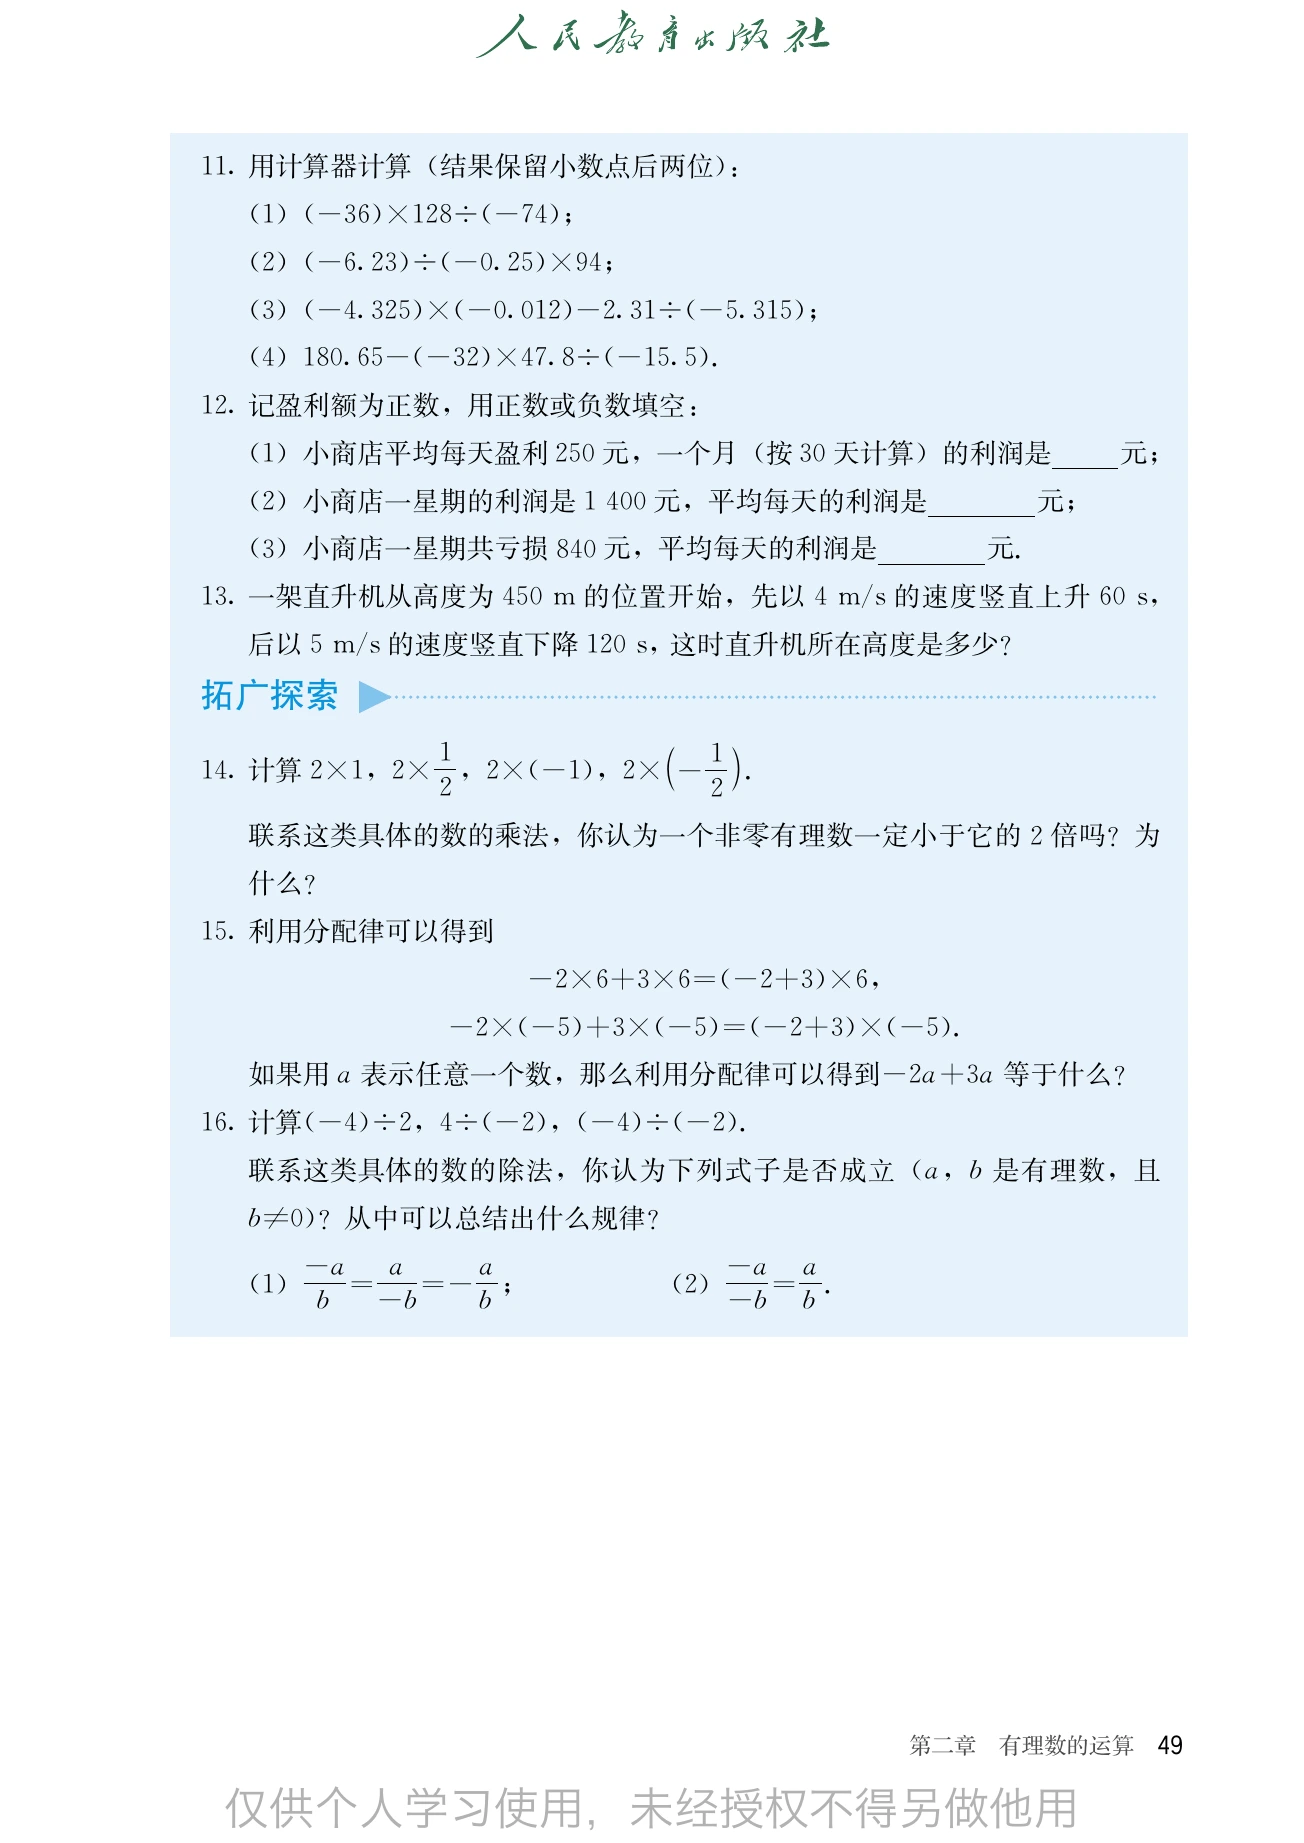 人民教育出版社
11. 用计算器计算（结果保留小数点后两位）：
(1) (－36)×128÷(－74)；
(2) (－6.23)÷(－0.25)×94；
(3) (－4.325)×(－0.012)－2.31÷(－5.315)；
(4) 180.65－(－32)×47.8÷(－15.5).
12. 记盈利额为正数，用正数或负数填空：
(1) 小商店平均每天盈利 250 元，一个月（按 30 天计算）的利润是_____元；
(2) 小商店一星期的利润是 1 400 元，平均每天的利润是________元；
(3) 小商店一星期共亏损 840 元，平均每天的利润是________元.
13. 一架直升机从高度为 450 m 的位置开始，先以 4 m/s 的速度竖直上升 60 s，
后以 5 m/s 的速度竖直下降 120 s，这时直升机所在高度是多少？
拓广探索
14. 计算 2×1，2×1/2，2×(－1)，2×(－1/2).
联系这类具体的数的乘法，你认为一个非零有理数一定小于它的 2 倍吗？为
什么？
15. 利用分配律可以得到
－2×6＋3×6＝(－2＋3)×6，
－2×(－5)＋3×(－5)＝(－2＋3)×(－5).
如果用 a 表示任意一个数，那么利用分配律可以得到－2a＋3a 等于什么？
16. 计算(－4)÷2，4÷(－2)，(－4)÷(－2).
联系这类具体的数的除法，你认为下列式子是否成立（a，b 是有理数，且
b≠0）？从中可以总结出什么规律？
(1) －a/b＝a/－b＝－a/b； (2) －a/－b＝a/b.
第二章 有理数的运算 49
仅供个人学习使用，未经授权不得另做他用